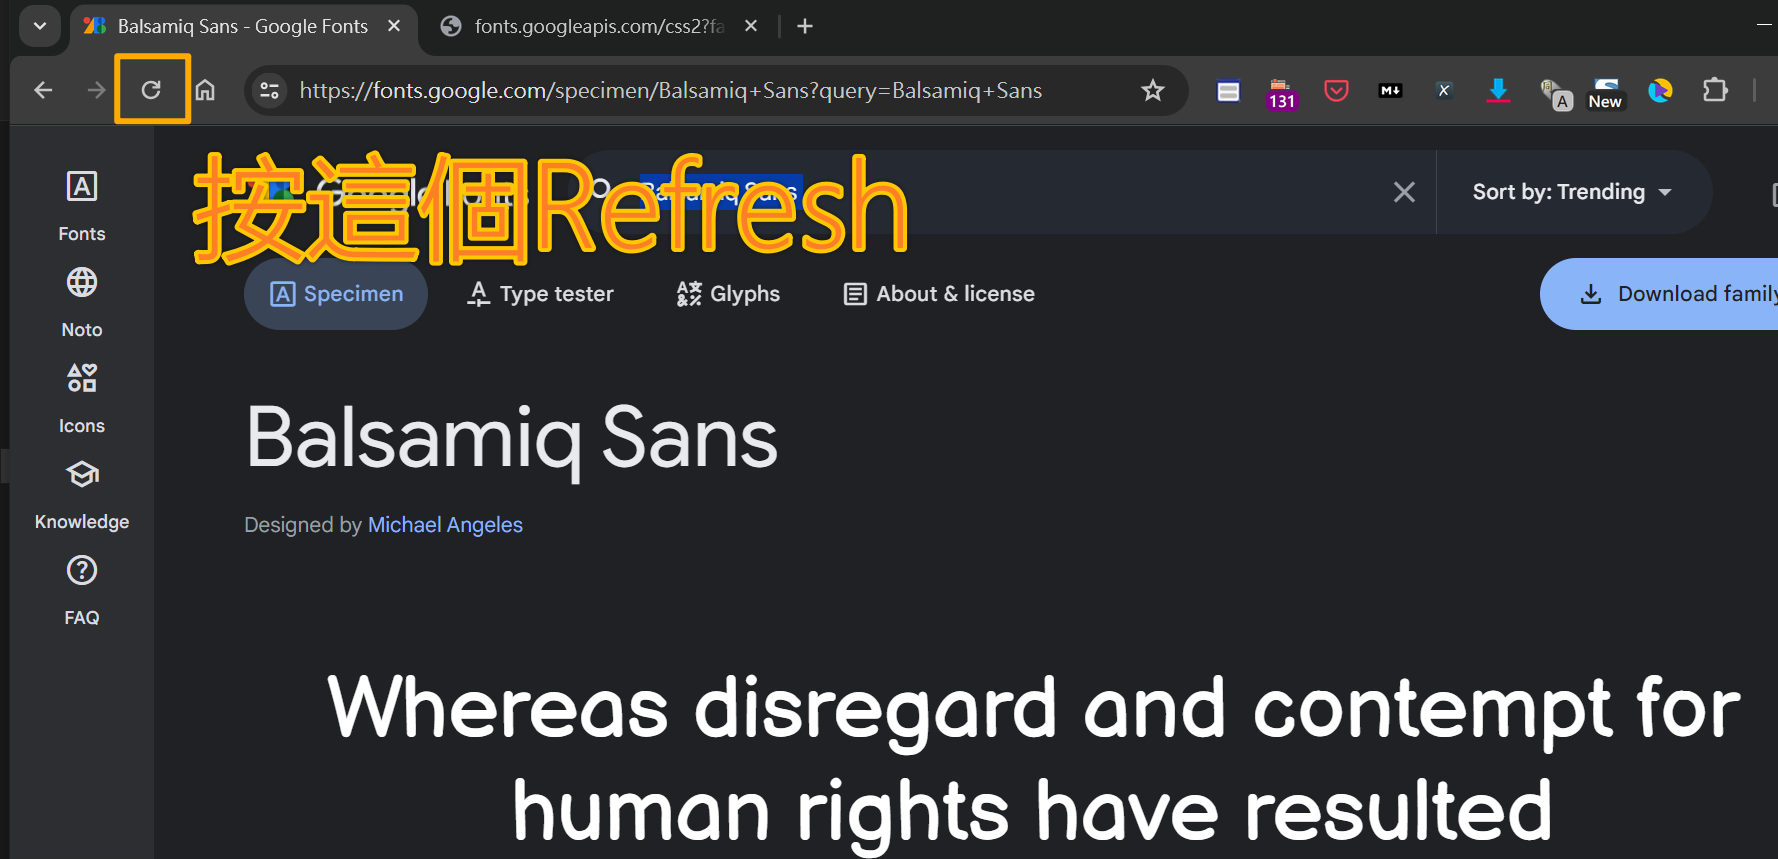 Balsamiq Sans - Google Fonts
fonts.googleapis.com/css2?fa
https://fonts.google.com/specimen/Balsamiq+Sans?query=Balsamiq+Sans
131
M
X
A
New
按這個Refresh
Balsamiq Sans
Sort by: Trending
Fonts
Noto
Icons
Knowledge
FAQ
Specimen
Type tester
Glyphs
About & license
Download family
Balsamiq Sans
Designed by Michael Angeles
Whereas disregard and contempt for
human rights have resulted